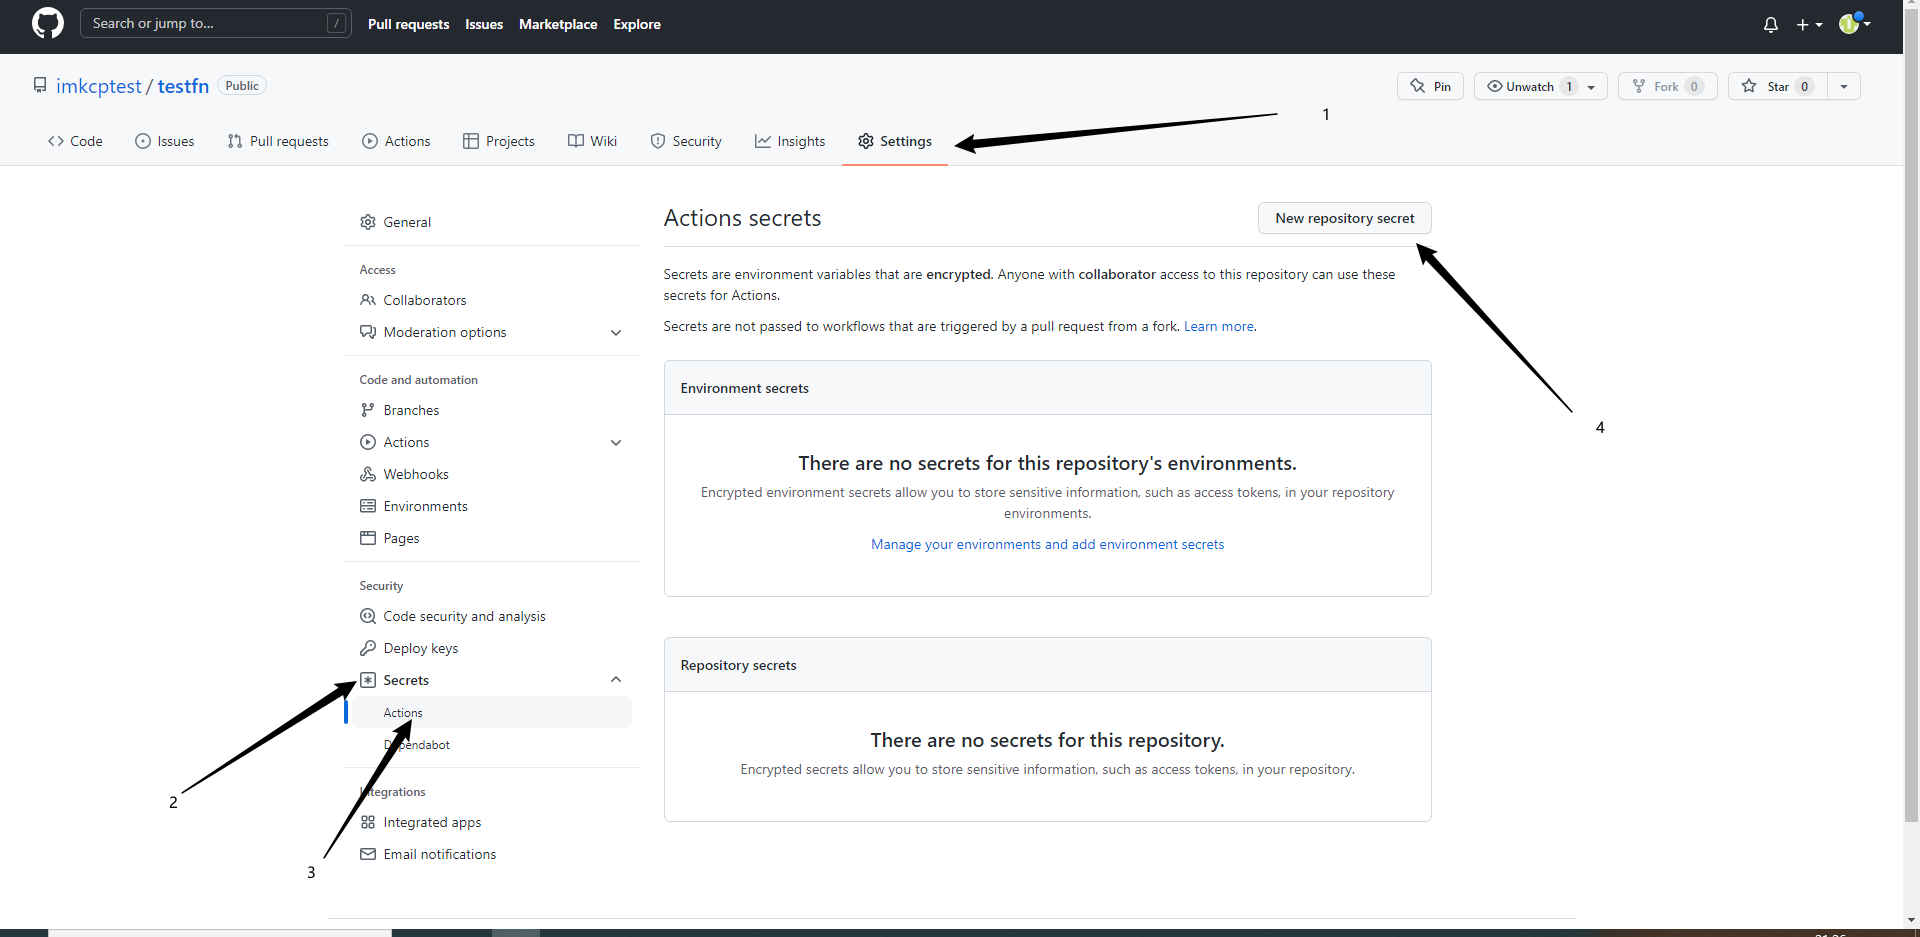 Search or jump to... / Pull requests Issues Marketplace Explore
imkcptest / testfn Public Pin Unwatch 1 Fork 0 Star 0
1
Code Issues Pull requests Actions Projects Wiki Security Insights Settings
General
Access
Collaborators
Moderation options
Code and automation
Branches
Actions
Webhooks
Environments
Pages
Security
Code security and analysis
Deploy keys
Secrets
Actions
Dependabot
Integrations
Integrated apps
Email notifications
2
3
Actions secrets New repository secret
Secrets are environment variables that are encrypted. Anyone with collaborator access to this repository can use these
secrets for Actions.
Secrets are not passed to workflows that are triggered by a pull request from a fork. Learn more.
4
Environment secrets
There are no secrets for this repository's environments.
Encrypted environment secrets allow you to store sensitive information, such as access tokens, in your repository
environments.
Manage your environments and add environment secrets
Repository secrets
There are no secrets for this repository.
Encrypted secrets allow you to store sensitive information, such as access tokens, in your repository.